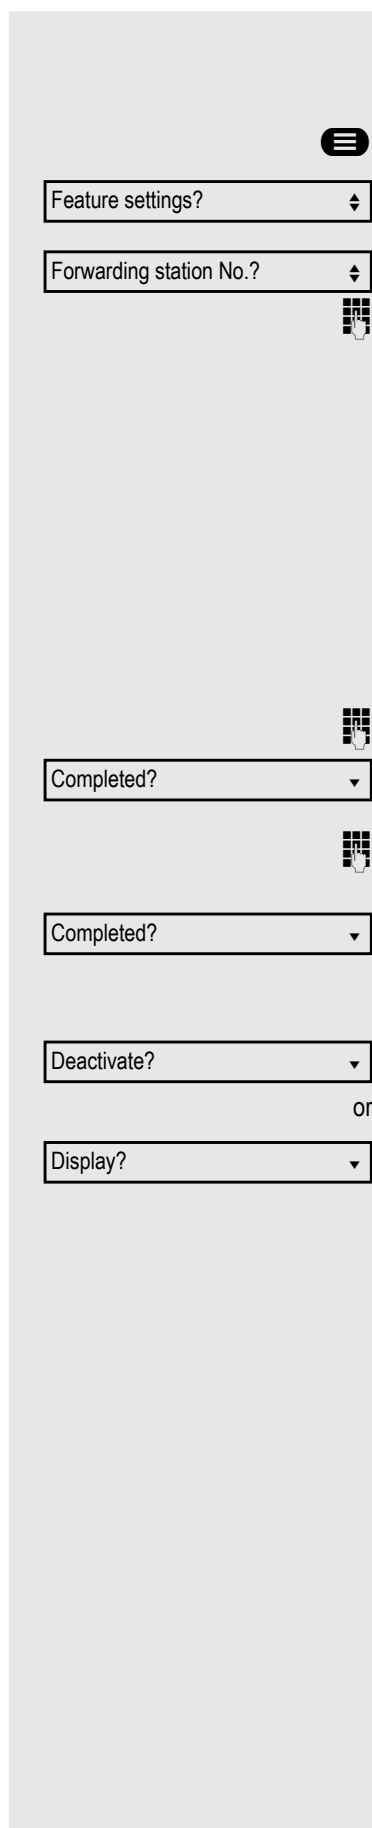 Feature settings?
Forwarding station No.?
Completed?
Completed?
Deactivate?
or
Display?